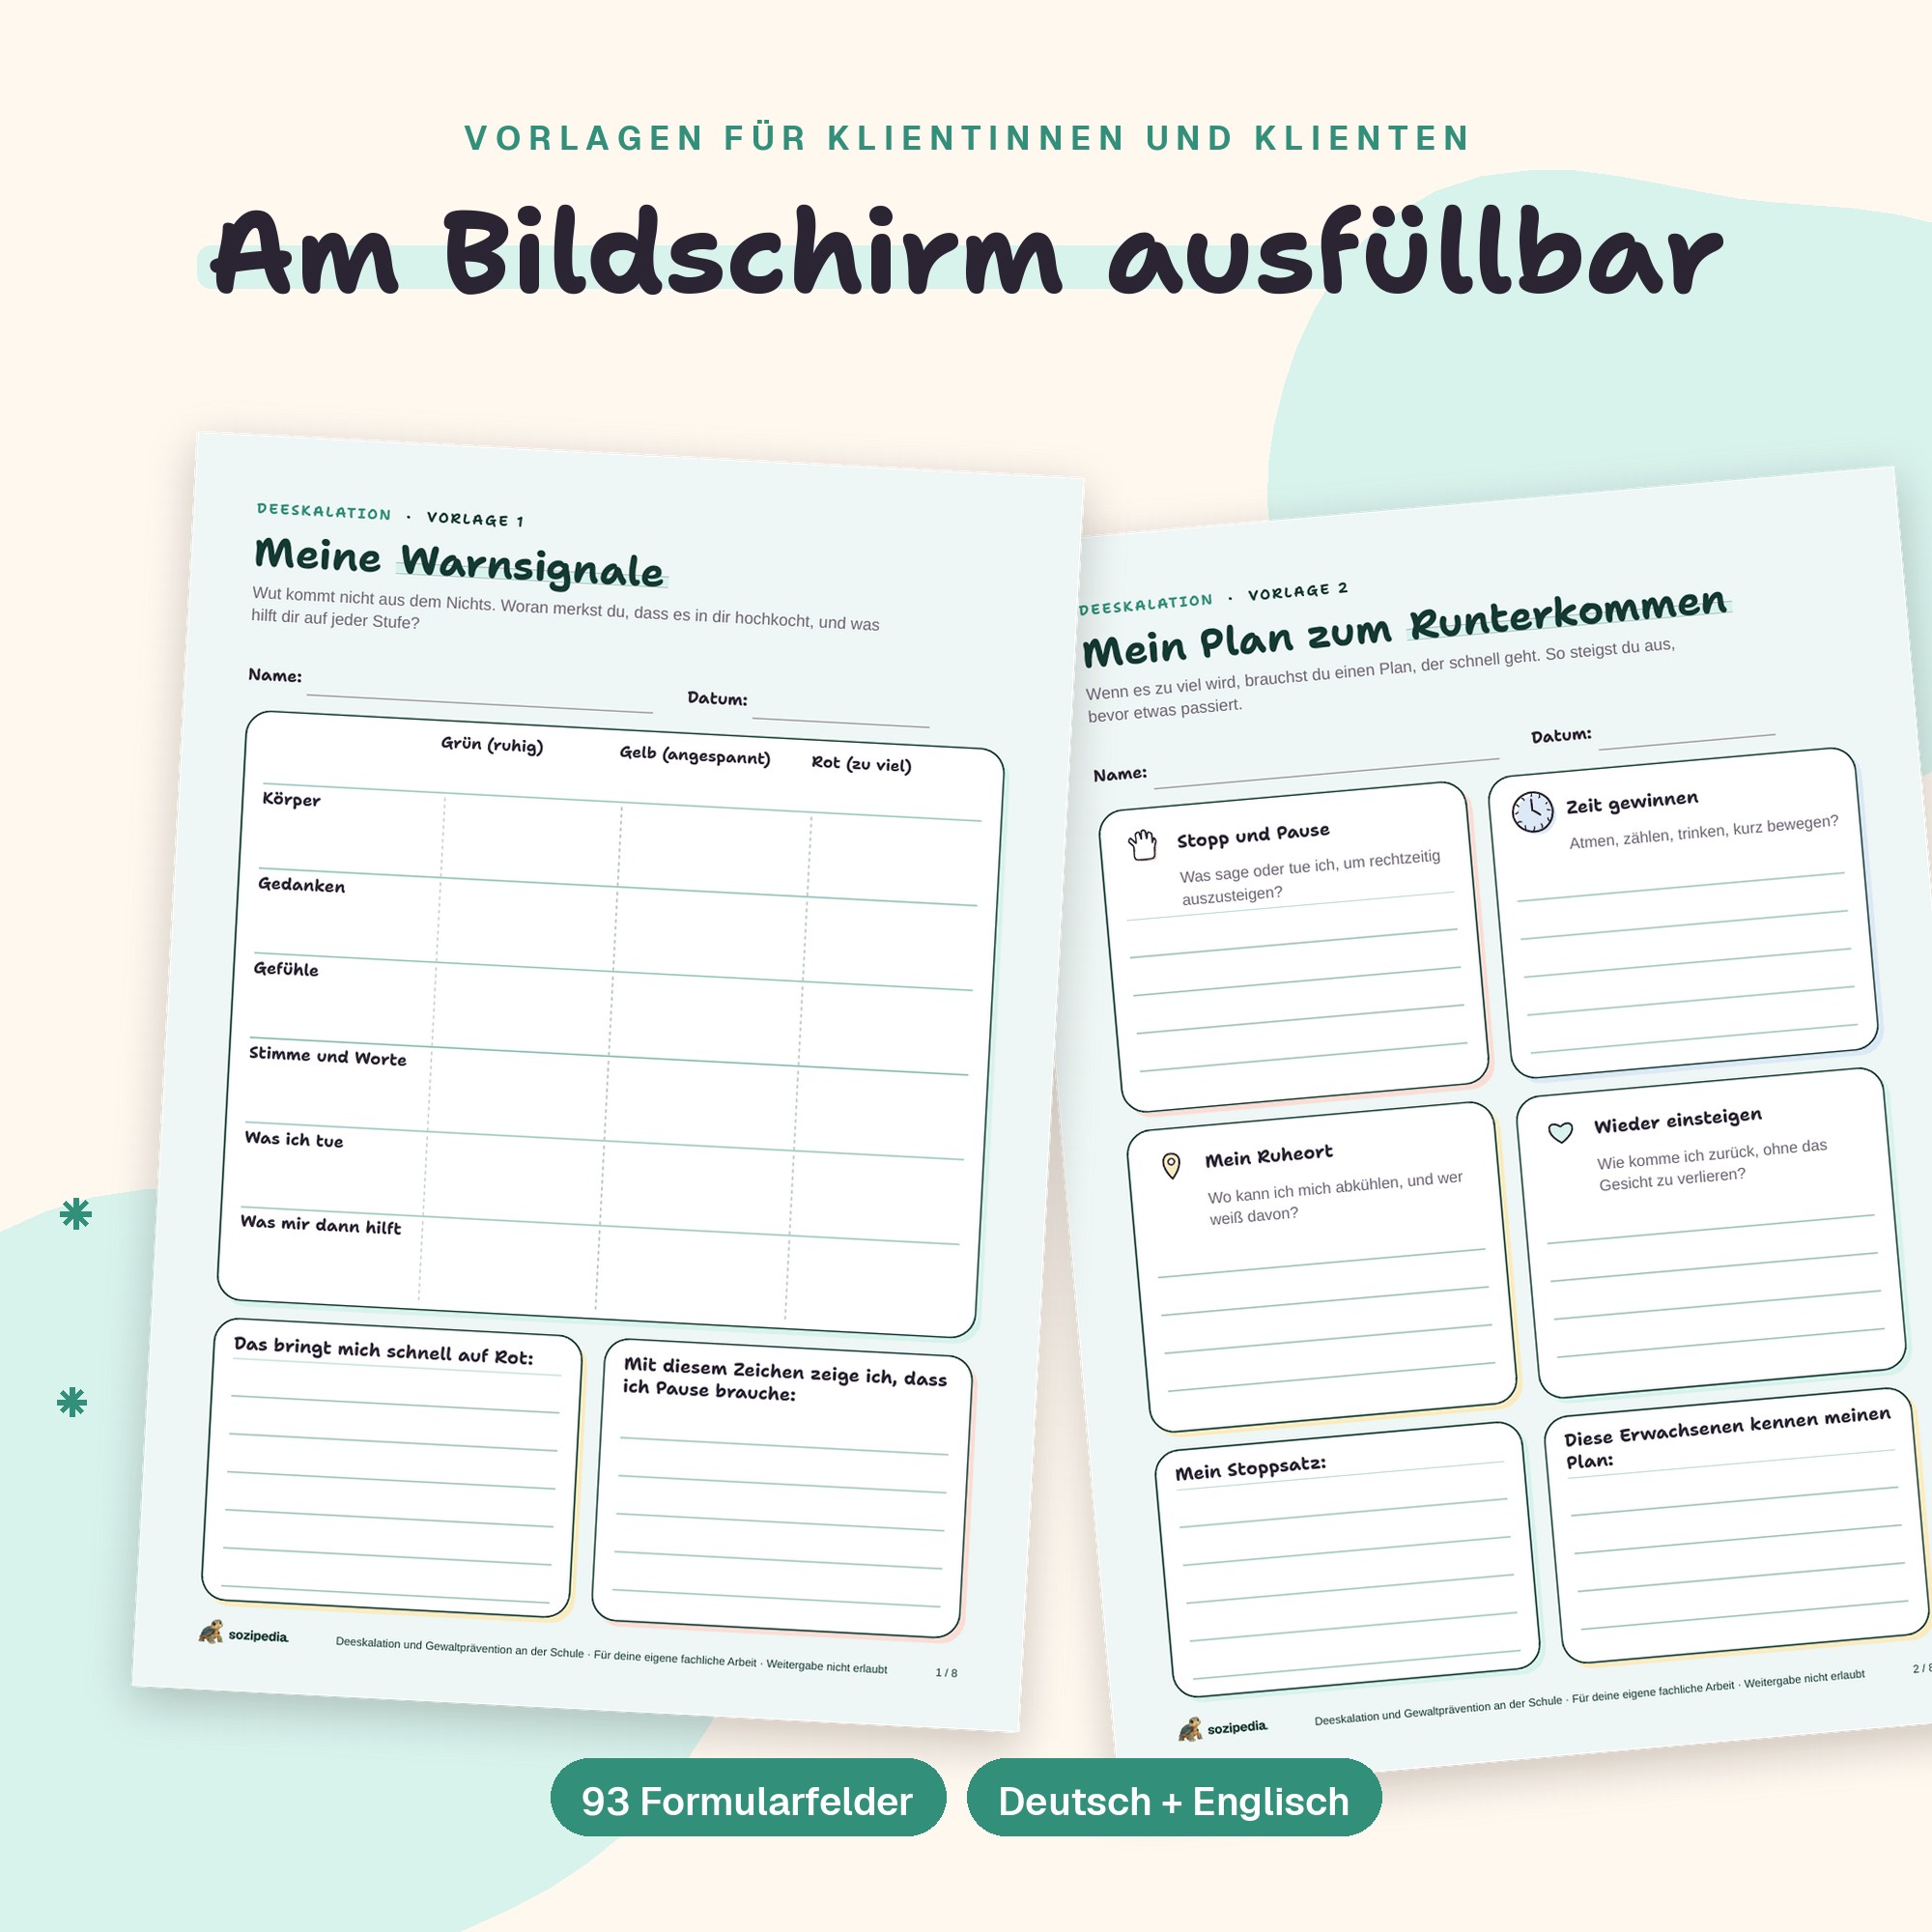 VORLAGEN FÜR KLIENTINNEN UND KLIENTEN
Am Bildschirm ausfüllbar
DEESKALATION · VORLAGE 1
Meine Warnsignale
Wut kommt nicht aus dem Nichts. Woran merkst du, dass es in dir hochkocht, und was
hilft dir auf jeder Stufe?
Name:
Datum:
Grün (ruhig)
Gelb (angespannt)
Rot (zu viel)
Körper
Gedanken
Gefühle
Stimme und Worte
Was ich tue
Was mir dann hilft
Das bringt mich schnell auf Rot:
Mit diesem Zeichen zeige ich, dass
ich Pause brauche:
sozipedia.
Deeskalation und Gewaltprävention an der Schule · Für deine eigene fachliche Arbeit · Weitergabe nicht erlaubt
1 / 8
DEESKALATION · VORLAGE 2
Mein Plan zum Runterkommen
Wenn es zu viel wird, brauchst du einen Plan, der schnell geht. So steigst du aus,
bevor etwas passiert.
Name:
Datum:
Stopp und Pause
Was sage oder tue ich, um rechtzeitig
auszusteigen?
Zeit gewinnen
Atmen, zählen, trinken, kurz bewegen?
Mein Ruheort
Wo kann ich mich abkühlen, und wer
weiß davon?
Wieder einsteigen
Wie komme ich zurück, ohne das
Gesicht zu verlieren?
Mein Stoppsatz:
Diese Erwachsenen kennen meinen
Plan:
sozipedia.
Deeskalation und Gewaltprävention an der Schule · Für deine eigene fachliche Arbeit · Weitergabe nicht erlaubt
2 / 8
93 Formularfelder
Deutsch + Englisch